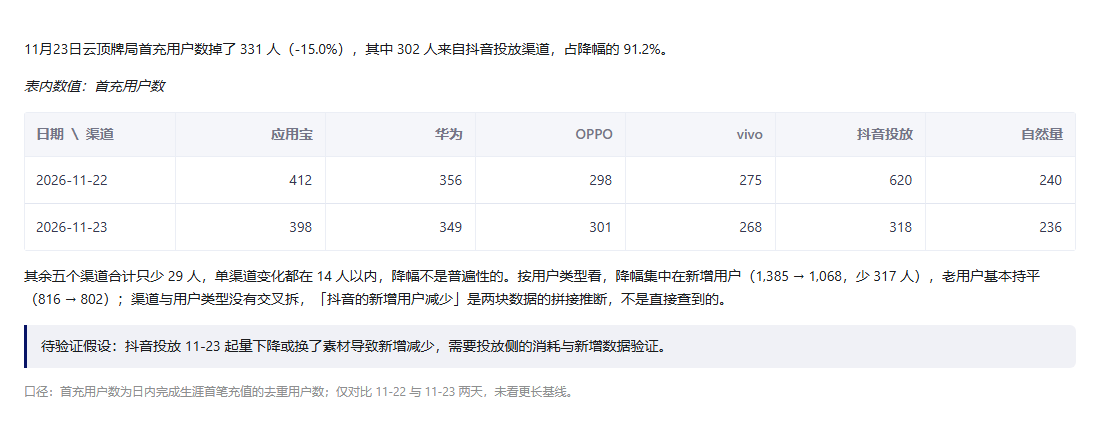 11月23日云顶牌局首充用户数掉了 331 人（-15.0%），其中 302 人来自抖音投放渠道，占降幅的 91.2%。
表内数值：首充用户数
日期 \ 渠道 应用宝 华为 OPPO vivo 抖音投放 自然量
2026-11-22 412 356 298 275 620 240
2026-11-23 398 349 301 268 318 236
其余五个渠道合计只少 29 人，单渠道变化都在 14 人以内，降幅不是普遍性的。按用户类型看，降幅集中在新增用户（1,385 → 1,068，少 317 人），老用户基本持平
（816 → 802）；渠道与用户类型没有交叉拆，「抖音的新增用户减少」是两块数据的拼接推断，不是直接查到的。
待验证假设：抖音投放 11-23 起量下降或换了素材导致新增减少，需要投放侧的消耗与新增数据验证。
口径：首充用户数为日内完成生涯首笔充值的去重用户数；仅对比 11-22 与 11-23 两天，未看更长基线。